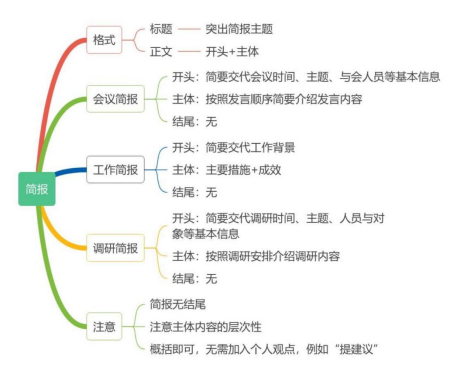 简报
格式
标题
突出简报主题
正文
开头+主体
会议简报
开头：简要交代会议时间、主题、与会人员等基本信息
主体：按照发言顺序简要介绍发言内容
结尾：无
工作简报
开头：简要交代工作背景
主体：主要措施+成效
结尾：无
调研简报
开头：简要交代调研时间、主题、人员与对
象等基本信息
主体：按照调研安排介绍调研内容
结尾：无
注意
简报无结尾
注意主体内容的层次性
概括即可，无需加入个人观点，例如“提建议”